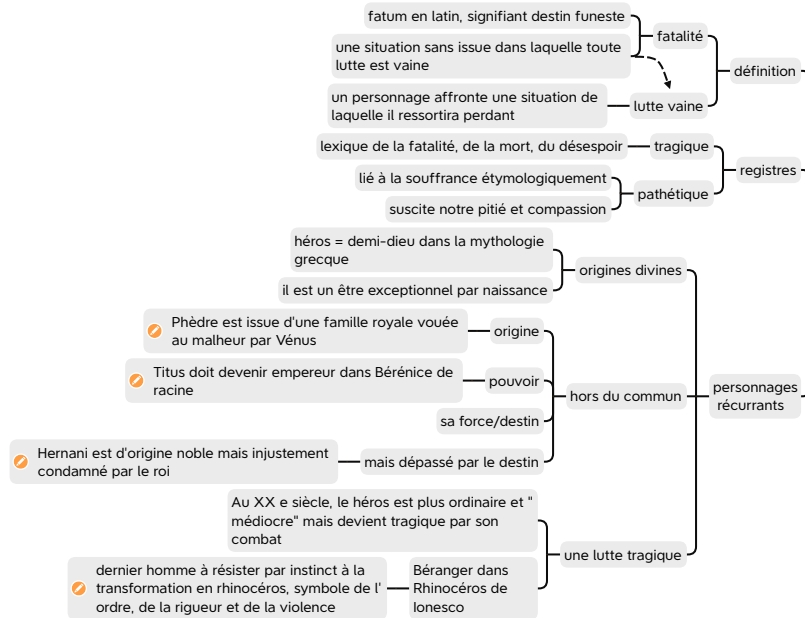 fatum en latin, signifiant destin funeste
fatalité
une situation sans issue dans laquelle toute
lutte est vaine
définition
un personnage affronte une situation de
laquelle il ressortira perdant
lutte vaine
lexique de la fatalité, de la mort, du désespoir
tragique
registres
lié à la souffrance étymologiquement
pathétique
suscite notre pitié et compassion
héros = demi-dieu dans la mythologie
grecque
origines divines
il est un être exceptionnel par naissance
Phèdre est issue d'une famille royale vouée
au malheur par Vénus
origine
Titus doit devenir empereur dans Bérénice de
racine
pouvoir
hors du commun
personnages
récurrants
sa force/destin
Hernani est d'origine noble mais injustement
condamné par le roi
mais dépassé par le destin
Au XX e siècle, le héros est plus ordinaire et "
médiocre" mais devient tragique par son
combat
une lutte tragique
dernier homme à résister par instinct à la
transformation en rhinocéros, symbole de l'
ordre, de la rigueur et de la violence
Béranger dans
Rhinocéros de
Ionesco